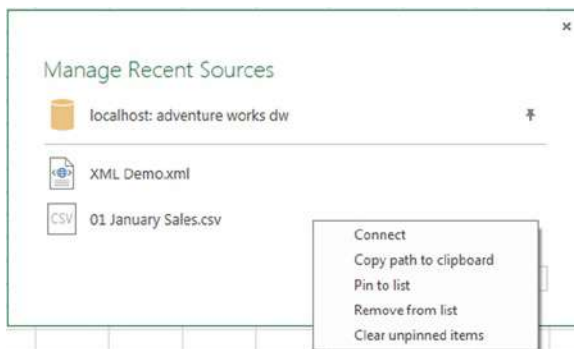 Manage Recent Sources
localhost: adventure works dw
XML Demo.xml
CSV 01 January Sales.csv
Connect
Copy path to clipboard
Pin to list
Remove from list
Clear unpinned items